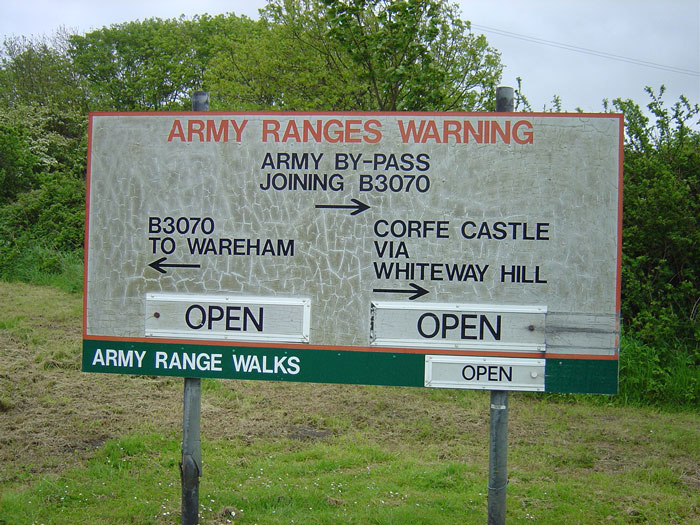 ARMY RANGES WARNING
ARMY BY-PASS
JOINING B3070
B3070
TO WAREHAM
CORFE CASTLE
VIA
WHITEWAY HILL
OPEN
OPEN
ARMY RANGE WALKS
OPEN